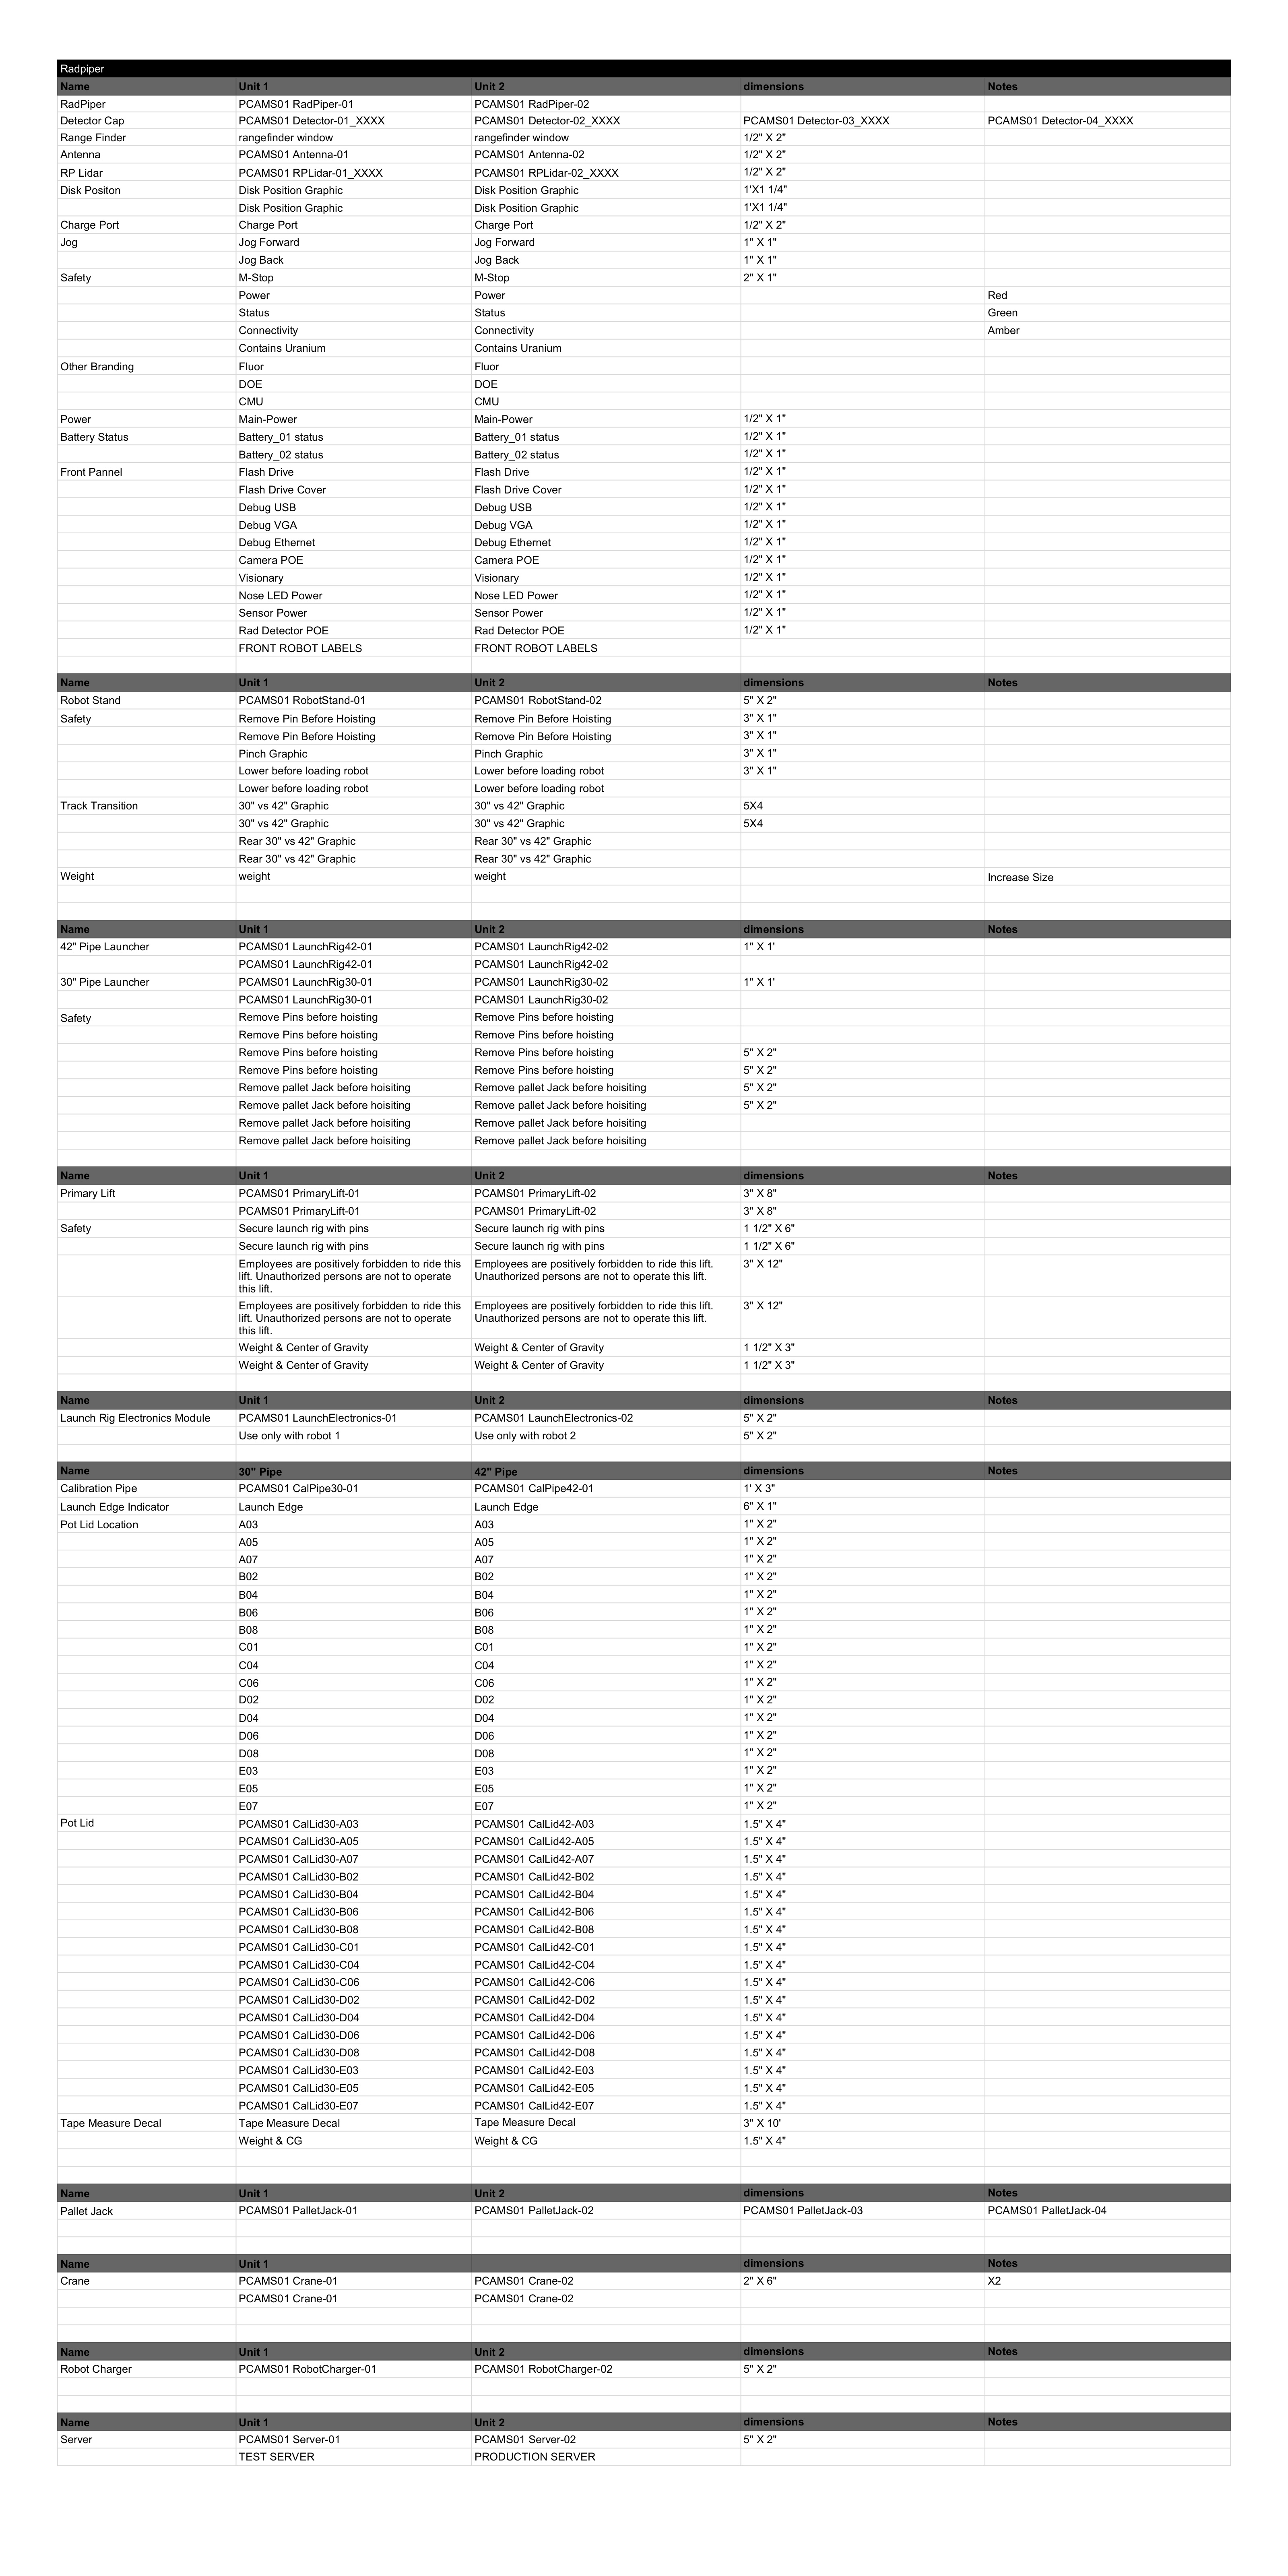 Radpiper
Name Unit 1 Unit 2 dimensions Notes
RadPiper PCAMS01 RadPiper-01 PCAMS01 RadPiper-02
Detector Cap PCAMS01 Detector-01_XXXX PCAMS01 Detector-02_XXXX PCAMS01 Detector-03_XXXX PCAMS01 Detector-04_XXXX
Range Finder rangefinder window rangefinder window 1/2" X 2"
Antenna PCAMS01 Antenna-01 PCAMS01 Antenna-02 1/2" X 2"
RP Lidar PCAMS01 RPLidar-01_XXXX PCAMS01 RPLidar-02_XXXX 1/2" X 2"
Disk Positon Disk Position Graphic Disk Position Graphic 1'X1 1/4"
Disk Position Graphic Disk Position Graphic 1'X1 1/4"
Charge Port Charge Port Charge Port 1/2" X 2"
Jog Jog Forward Jog Forward 1" X 1"
Jog Back Jog Back 1" X 1"
Safety M-Stop M-Stop 2" X 1"
Power Power Red
Status Status Green
Connectivity Connectivity Amber
Contains Uranium Contains Uranium
Other Branding Fluor Fluor
DOE DOE
CMU CMU
Power Main-Power Main-Power 1/2" X 1"
Battery Status Battery_01 status Battery_01 status 1/2" X 1"
Battery_02 status Battery_02 status 1/2" X 1"
Front Pannel Flash Drive Flash Drive 1/2" X 1"
Flash Drive Cover Flash Drive Cover 1/2" X 1"
Debug USB Debug USB 1/2" X 1"
Debug VGA Debug VGA 1/2" X 1"
Debug Ethernet Debug Ethernet 1/2" X 1"
Camera POE Camera POE 1/2" X 1"
Visionary Visionary 1/2" X 1"
Nose LED Power Nose LED Power 1/2" X 1"
Sensor Power Sensor Power 1/2" X 1"
Rad Detector POE Rad Detector POE 1/2" X 1"
FRONT ROBOT LABELS FRONT ROBOT LABELS
Name Unit 1 Unit 2 dimensions Notes
Robot Stand PCAMS01 RobotStand-01 PCAMS01 RobotStand-02 5" X 2"
Safety Remove Pin Before Hoisting Remove Pin Before Hoisting 3" X 1"
Remove Pin Before Hoisting Remove Pin Before Hoisting 3" X 1"
Pinch Graphic Pinch Graphic 3" X 1"
Lower before loading robot Lower before loading robot 3" X 1"
Lower before loading robot Lower before loading robot
Track Transition 30" vs 42" Graphic 30" vs 42" Graphic 5X4
30" vs 42" Graphic 30" vs 42" Graphic 5X4
Rear 30" vs 42" Graphic Rear 30" vs 42" Graphic
Rear 30" vs 42" Graphic Rear 30" vs 42" Graphic
Weight weight weight Increase Size
Name Unit 1 Unit 2 dimensions Notes
42" Pipe Launcher PCAMS01 LaunchRig42-01 PCAMS01 LaunchRig42-02 1" X 1'
PCAMS01 LaunchRig42-01 PCAMS01 LaunchRig42-02
30" Pipe Launcher PCAMS01 LaunchRig30-01 PCAMS01 LaunchRig30-02 1" X 1'
PCAMS01 LaunchRig30-01 PCAMS01 LaunchRig30-02
Safety Remove Pins before hoisting Remove Pins before hoisting
Remove Pins before hoisting Remove Pins before hoisting
Remove Pins before hoisting Remove Pins before hoisting 5" X 2"
Remove Pins before hoisting Remove Pins before hoisting 5" X 2"
Remove pallet Jack before hoisiting Remove pallet Jack before hoisiting 5" X 2"
Remove pallet Jack before hoisiting Remove pallet Jack before hoisiting 5" X 2"
Remove pallet Jack before hoisiting Remove pallet Jack before hoisiting
Remove pallet Jack before hoisiting Remove pallet Jack before hoisiting
Name Unit 1 Unit 2 dimensions Notes
Primary Lift PCAMS01 PrimaryLift-01 PCAMS01 PrimaryLift-02 3" X 8"
PCAMS01 PrimaryLift-01 PCAMS01 PrimaryLift-02 3" X 8"
Safety Secure launch rig with pins Secure launch rig with pins 1 1/2" X 6"
Secure launch rig with pins Secure launch rig with pins 1 1/2" X 6"
Employees are positively forbidden to ride this Employees are positively forbidden to ride this lift. 3" X 12"
lift. Unauthorized persons are not to operate Unauthorized persons are not to operate this lift.
this lift.
Employees are positively forbidden to ride this Employees are positively forbidden to ride this lift. 3" X 12"
lift. Unauthorized persons are not to operate Unauthorized persons are not to operate this lift.
this lift.
Weight & Center of Gravity Weight & Center of Gravity 1 1/2" X 3"
Weight & Center of Gravity Weight & Center of Gravity 1 1/2" X 3"
Name Unit 1 Unit 2 dimensions Notes
Launch Rig Electronics Module PCAMS01 LaunchElectronics-01 PCAMS01 LaunchElectronics-02 5" X 2"
Use only with robot 1 Use only with robot 2 5" X 2"
Name 30" Pipe 42" Pipe dimensions Notes
Calibration Pipe PCAMS01 CalPipe30-01 PCAMS01 CalPipe42-01 1' X 3"
Launch Edge Indicator Launch Edge Launch Edge 6" X 1"
Pot Lid Location A03 A03 1" X 2"
A05 A05 1" X 2"
A07 A07 1" X 2"
B02 B02 1" X 2"
B04 B04 1" X 2"
B06 B06 1" X 2"
B08 B08 1" X 2"
C01 C01 1" X 2"
C04 C04 1" X 2"
C06 C06 1" X 2"
D02 D02 1" X 2"
D04 D04 1" X 2"
D06 D06 1" X 2"
D08 D08 1" X 2"
E03 E03 1" X 2"
E05 E05 1" X 2"
E07 E07 1" X 2"
Pot Lid PCAMS01 CalLid30-A03 PCAMS01 CalLid42-A03 1.5" X 4"
PCAMS01 CalLid30-A05 PCAMS01 CalLid42-A05 1.5" X 4"
PCAMS01 CalLid30-A07 PCAMS01 CalLid42-A07 1.5" X 4"
PCAMS01 CalLid30-B02 PCAMS01 CalLid42-B02 1.5" X 4"
PCAMS01 CalLid30-B04 PCAMS01 CalLid42-B04 1.5" X 4"
PCAMS01 CalLid30-B06 PCAMS01 CalLid42-B06 1.5" X 4"
PCAMS01 CalLid30-B08 PCAMS01 CalLid42-B08 1.5" X 4"
PCAMS01 CalLid30-C01 PCAMS01 CalLid42-C01 1.5" X 4"
PCAMS01 CalLid30-C04 PCAMS01 CalLid42-C04 1.5" X 4"
PCAMS01 CalLid30-C06 PCAMS01 CalLid42-C06 1.5" X 4"
PCAMS01 CalLid30-D02 PCAMS01 CalLid42-D02 1.5" X 4"
PCAMS01 CalLid30-D04 PCAMS01 CalLid42-D04 1.5" X 4"
PCAMS01 CalLid30-D06 PCAMS01 CalLid42-D06 1.5" X 4"
PCAMS01 CalLid30-D08 PCAMS01 CalLid42-D08 1.5" X 4"
PCAMS01 CalLid30-E03 PCAMS01 CalLid42-E03 1.5" X 4"
PCAMS01 CalLid30-E05 PCAMS01 CalLid42-E05 1.5" X 4"
PCAMS01 CalLid30-E07 PCAMS01 CalLid42-E07 1.5" X 4"
Tape Measure Decal Tape Measure Decal Tape Measure Decal 3" X 10'
Weight & CG Weight & CG 1.5" X 4"
Name Unit 1 Unit 2 dimensions Notes
Pallet Jack PCAMS01 PalletJack-01 PCAMS01 PalletJack-02 PCAMS01 PalletJack-03 PCAMS01 PalletJack-04
Name Unit 1 dimensions Notes
Crane PCAMS01 Crane-01 PCAMS01 Crane-02 2" X 6" X2
PCAMS01 Crane-01 PCAMS01 Crane-02
Name Unit 1 Unit 2 dimensions Notes
Robot Charger PCAMS01 RobotCharger-01 PCAMS01 RobotCharger-02 5" X 2"
Name Unit 1 Unit 2 dimensions Notes
Server PCAMS01 Server-01 PCAMS01 Server-02 5" X 2"
TEST SERVER PRODUCTION SERVER